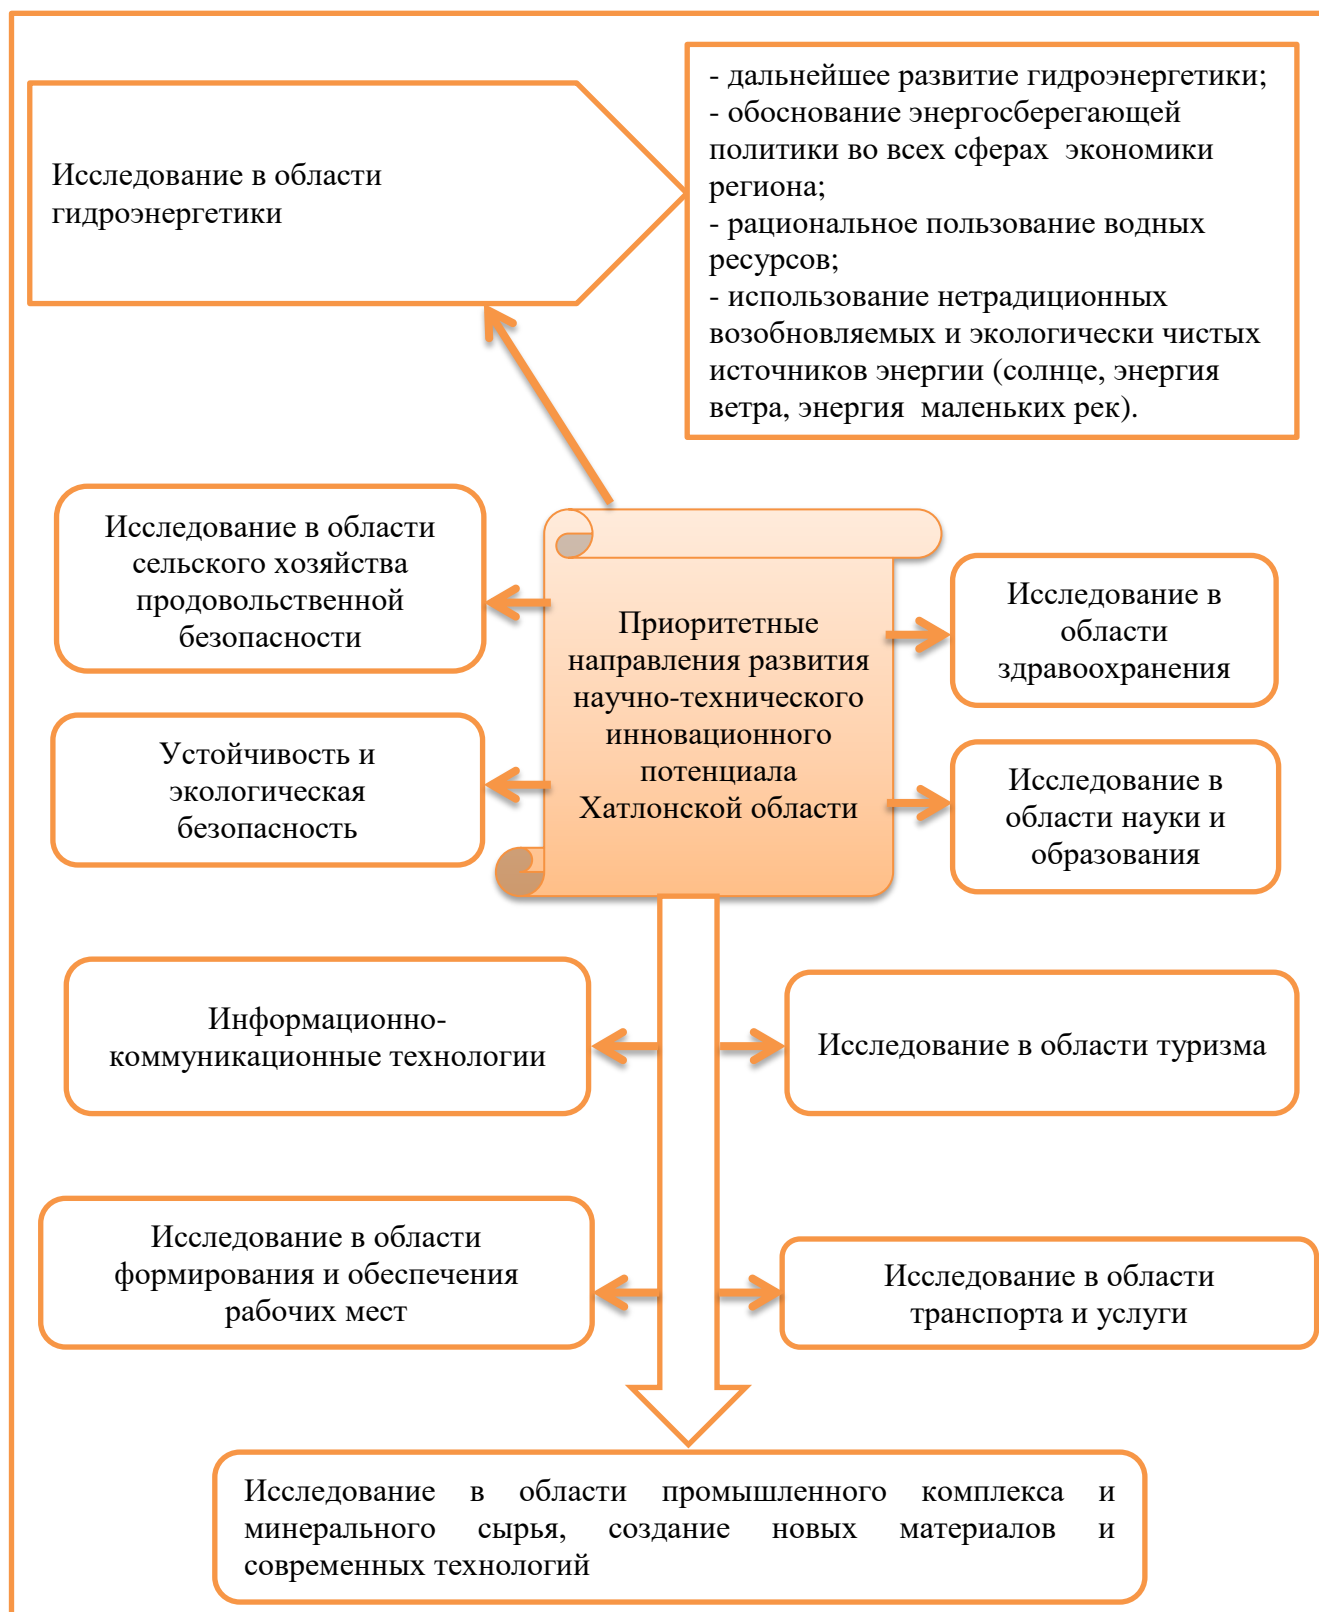 Исследование в области
гидроэнергетики
- дальнейшее развитие гидроэнергетики;
- обоснование энергосберегающей
политики во всех сферах экономики
региона;
- рациональное пользование водных
ресурсов;
- использование нетрадиционных
возобновляемых и экологически чистых
источников энергии (солнце, энергия
ветра, энергия маленьких рек).
Исследование в области
сельского хозяйства
продовольственной
безопасности
Приоритетные
направления развития
научно-технического
инновационного
потенциала
Хатлонской области
Исследование в
области
здравоохранения
Устойчивость и
экологическая
безопасность
Исследование в
области науки и
образования
Информационно-
коммуникационные технологии
Исследование в области туризма
Исследование в области
формирования и обеспечения
рабочих мест
Исследование в области
транспорта и услуги
Исследование в области промышленного комплекса и
минерального сырья, создание новых материалов и
современных технологий